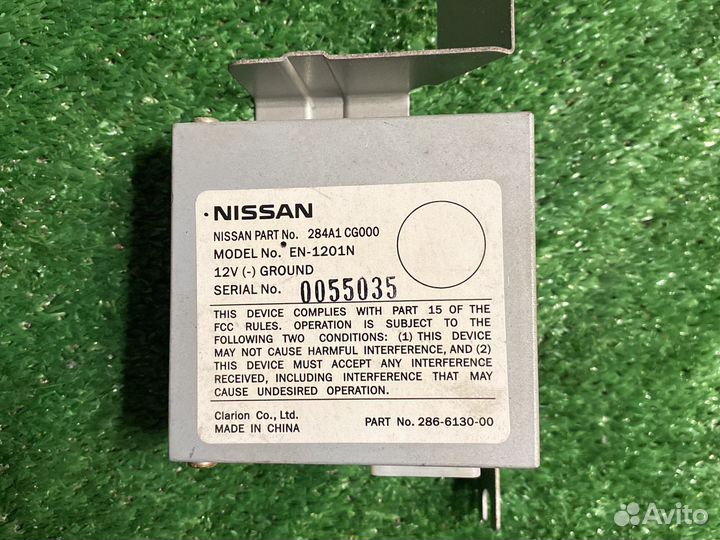 NISSAN
NISSAN PART No. 284A1 CG000
MODEL No. EN-1201N
12V (-) GROUND
SERIAL No. 0055035
THIS DEVICE COMPLIES WITH PART 15 OF THE
FCC RULES. OPERATION IS SUBJECT TO THE
FOLLOWING TWO CONDITIONS: (1) THIS DEVICE
MAY NOT CAUSE HARMFUL INTERFERENCE, AND (2)
THIS DEVICE MUST ACCEPT ANY INTERFERENCE
RECEIVED, INCLUDING INTERFERENCE THAT MAY
CAUSE UNDESIRED OPERATION.
Clarion Co., Ltd.
MADE IN CHINA
PART No. 286-6130-00
Avito